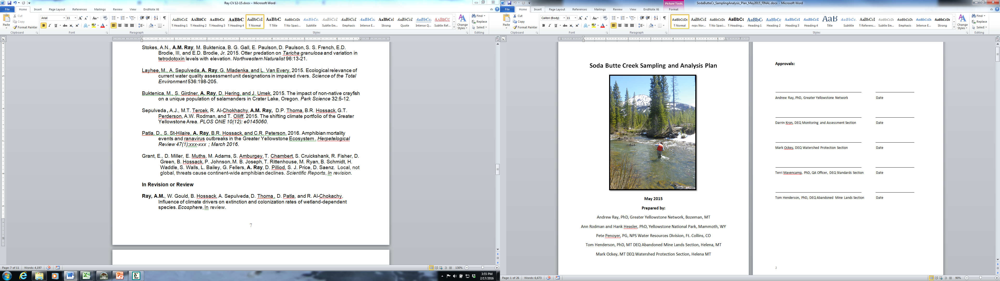 Ray CV 12-15.docx - Microsoft Word
File Home Insert Page Layout References Mailings Review View EndNote X6
Cut
Copy
Format Painter
Paste
Clipboard
Arial 11
Font
Paragraph
AaBbCcI AaBbCc AaBbCc AaBbC AaBbCcI AaBbC AaBbCcDc AaBbCc. AaBbCcL AaBbCcL AaBbCcI AaBbCcI AaBbCcL AaBbCc. AaBbCc.
¶ Heading 1 ¶ Heading 2 ¶ Heading 3 ¶ Heading 4 ¶ Normal ¶ Title ¶ No Spaci... Subtitle Subtle Em... Emphasis Intense E... Strong Quote Intense Q... Subtle Ref...
Change Styles
Styles
Find
Replace
Select
Editing
Stokes, A.N., A.M. Ray, M. Buktenica, B. G. Gall, E. Paulson, D. Paulson, S. S. French, E.D.
Brodie, III, and E.D. Brodie, Jr. 2015. Otter predation on Taricha granulosa and variation in
tetrodotoxin levels with elevation. Northwestern Naturalist 96:13-21.
Layhee, M., A. Sepulveda, A. Ray, G. Mladenka, and L. Van Every. 2015. Ecological relevance of
current water quality assessment unit designations in impaired rivers. Science of the Total
Environment 536:198-205.
Buktenica, M., S. Girdner, A. Ray, D. Hering, and J. Umek. 2015. The impact of non-native crayfish
on a unique population of salamanders in Crater Lake, Oregon. Park Science 32:5-12.
Sepulveda , A.J., M.T. Tercek, R. Al-Chokhachy, A.M. Ray, D.P. Thoma, B.R. Hossack, G.T.
Perderson, A.W. Rodman, and T. Olliff. 2015. The shifting climate portfolio of the Greater
Yellowstone Area. PLOS ONE 10(12): e0145060.
Patla, D., S. St-Hilaire, A. Ray, B.R. Hossack, and C.R. Peterson. 2016. Amphibian mortality
events and ranavirus outbreaks in the Greater Yellowstone Ecosystem . Herpetelogical
Review 47(1):xxx-xxx ; March 2016.
Grant, E., D. Miller, E. Muths, M. Adams, S. Amburgey, T. Chambert, S. Cruickshank, R. Fisher, D.
Green, B. Hossack, P. Johnson, M. B. Joseph, T. Rittenhouse, M. Ryan, B. Schmidt, H.
Waddle, S. Walls, L. Bailey, G. Fellers, A. Ray, D. Pilliod, S. J. Price, D. Saenz. Local, not
global, threats cause continent-wide amphibian declines. Scientific Reports, In revision.
In Revision or Review
Ray, A.M., W. Gould, B. Hossack, A. Sepulveda, D. Thoma , D. Patla, and R. Al-Chokachy.
Influence of climate drivers on extinction and colonization rates of wetland-dependent
species. Ecosphere, In review.
7
Page: 7 of 11 Words: 4,197 130%
3:55 PM
2/17/2016
Picture Tools
SodaButteCr_SamplingAnalysis_Plan_May2015_FINAL.docx - Microsoft Word
File Home Insert Page Layout References Mailings Review View EndNote X6 Format
Cut
Copy
Format Painter
Paste
Clipboard
Calibri (Body) 11
Font
Paragraph
¶ Normal nrps Nor... ¶ No Spaci... ¶ Heading... Heading 1 Heading 2 Heading 3 Heading 4 Title Subtitle ¶ Referenc... Subtle Em... Emphasis Intense E... Strong
Change Styles
Styles
Find
Replace
Select
Editing
Soda Butte Creek Sampling and Analysis Plan
May 2015
Prepared by:
Andrew Ray, PhD, Greater Yellowstone Network, Bozeman, MT
Ann Rodman and Hank Heasler, PhD, Yellowstone National Park, Mammoth, WY
Pete Penoyer, PG, NPS Water Resources Division, Ft. Collins, CO
Tom Henderson, PhD, MT DEQ Abandoned Mine Lands Section, Helena, MT
Mark Ockey, MT DEQ Watershed Protection Section, Helena MT
Approvals:
Andrew Ray, PhD, Greater Yellowstone Network Date
Darrin Kron, DEQ Monitoring and Assessment Section Date
Mark Ockey, DEQ Watershed Protection Section Date
Terri Mavencamp, PhD, QA Officer, DEQ Standards Section Date
Tom Henderson, PhD, DEQ Abandoned Mine Lands Section Date
2
Page: 1 of 26 Words: 6,673 90%